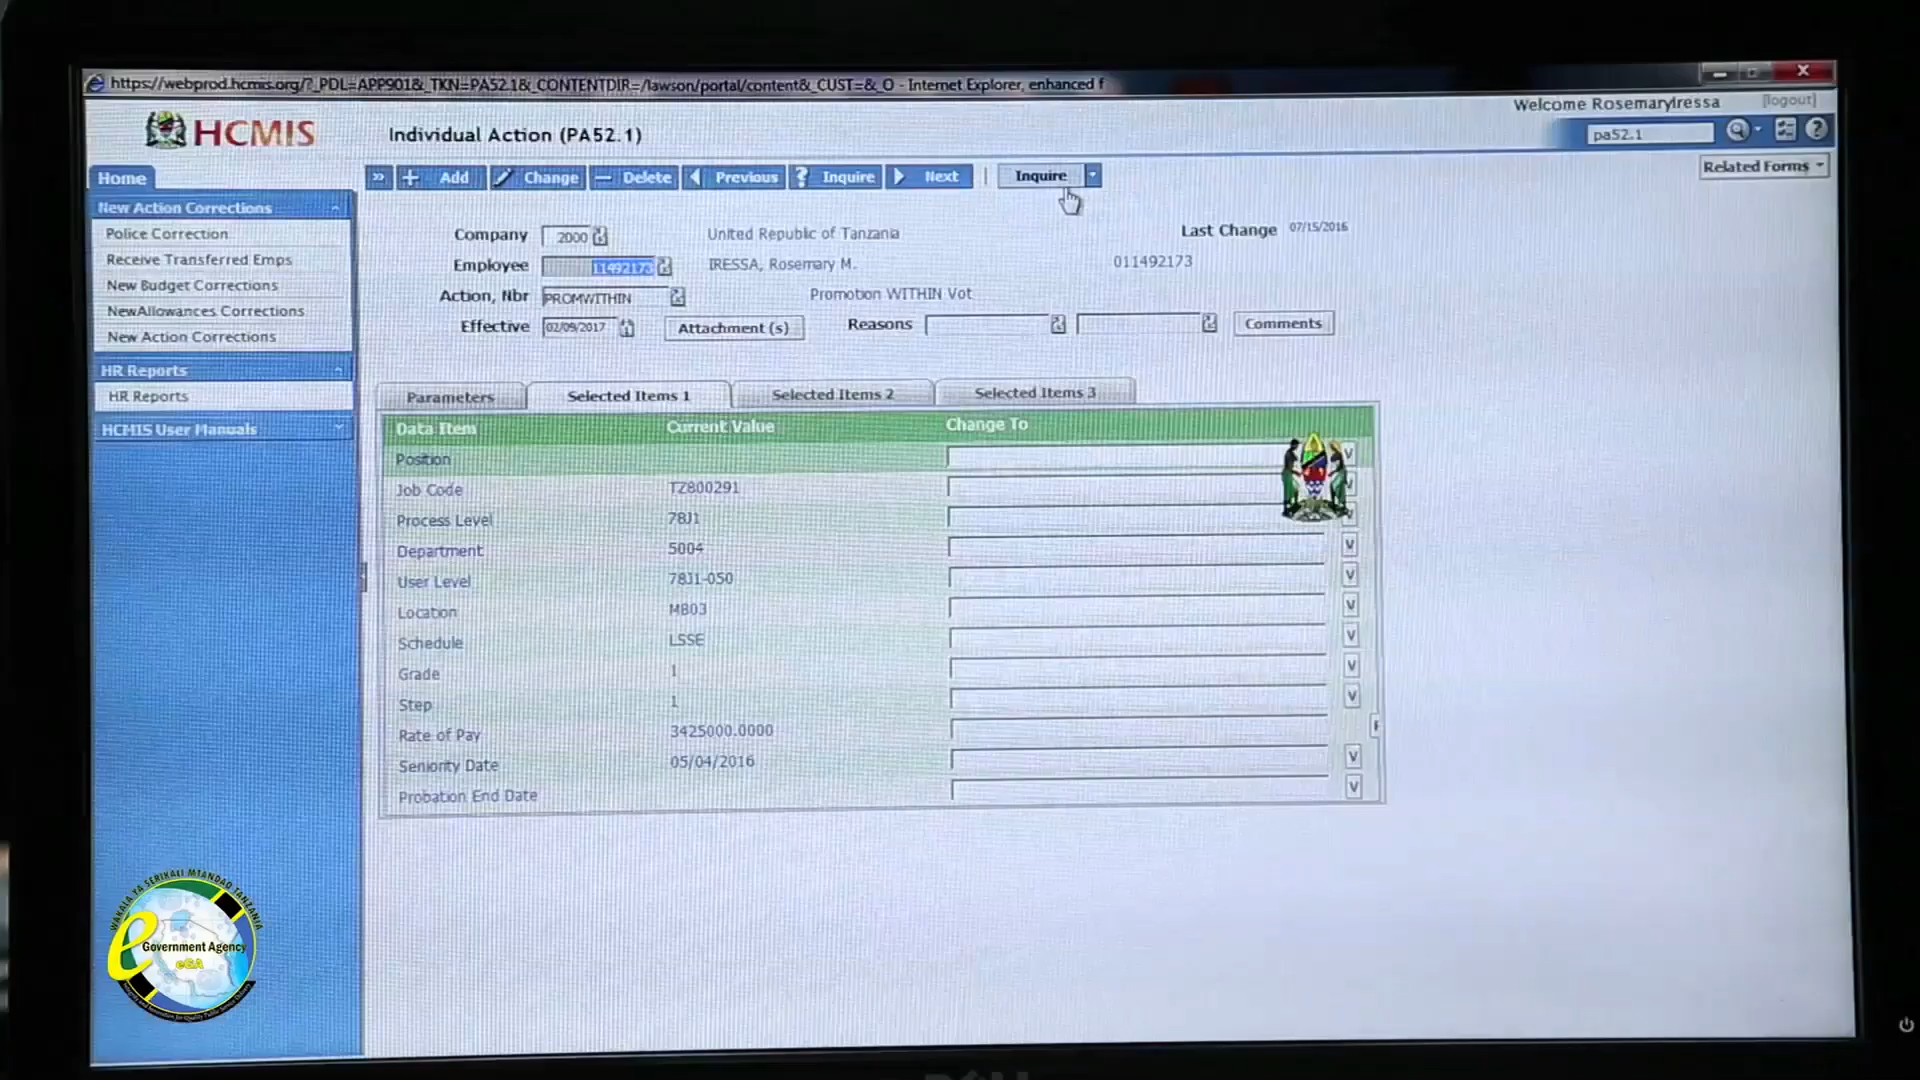 https://webprod.hcmis.org/?_PDL=APP901&_TKN=PA52.1&_CONTENTDIR=/lawson/portal/content&_CUST=&_O - Internet Explorer, enhanced f
Welcome RosemaryIressa [logout]
HCMIS Individual Action (PA52.1) pa52.1
Home » Add Change Delete Previous Inquire Next Inquire Related Forms
New Action Corrections
Police Correction
Receive Transferred Emps
New Budget Corrections
NewAllowances Corrections
New Action Corrections
HR Reports
HR Reports
HCMIS User Manuals
Company 2000 United Republic of Tanzania Last Change 07/15/2016
Employee 11492173 IRESSA, Rosemary M. 011492173
Action, Nbr PROMWITHIN Promotion WITHIN Vot
Effective 02/09/2017 Attachment (s) Reasons Comments
Parameters Selected Items 1 Selected Items 2 Selected Items 3
Data Item Current Value Change To
Position
Job Code TZ800291
Process Level 78J1
Department 5004
User Level 78J1-050
Location M803
Schedule LSSE
Grade 1
Step 1
Rate of Pay 3425000.0000
Seniority Date 05/04/2016
Probation End Date
WAKALA YA SERIKALI MTANDAO TANZANIA
e Government Agency
eGA